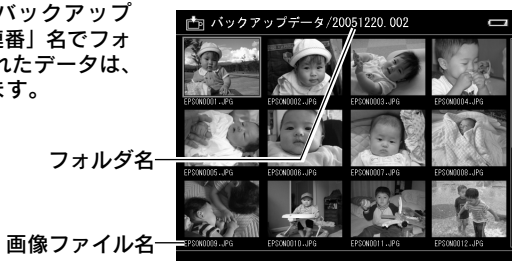 バックアップ
連番」名でフォ
れたデータは、
ます。
バックアップデータ/20051220.002
EPSON0001.JPG EPSON0002.JPG EPSON0003.JPG EPSON0004.JPG
フォルダ名
EPSON0005.JPG EPSON0006.JPG EPSON0007.JPG EPSON0008.JPG
画像ファイル名
EPSON0009.JPG EPSON0010.JPG EPSON0011.JPG EPSON0012.JPG